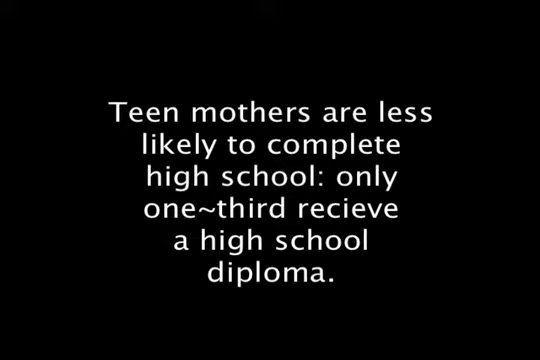 Teen mothers are less
likely to complete
high school: only
one~third recieve
a high school
diploma.